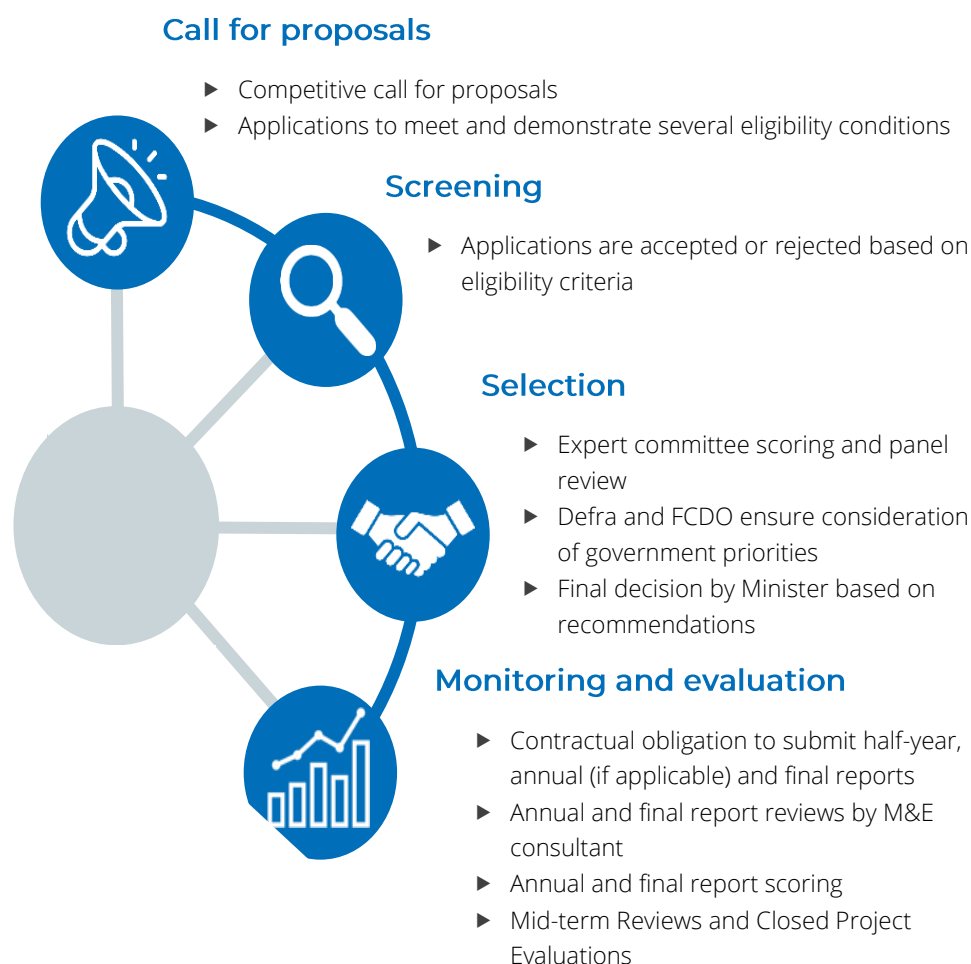 Call for proposals
▶ Competitive call for proposals
▶ Applications to meet and demonstrate several eligibility conditions
Screening
▶ Applications are accepted or rejected based on
eligibility criteria
Selection
▶ Expert committee scoring and panel
review
▶ Defra and FCDO ensure consideration
of government priorities
▶ Final decision by Minister based on
recommendations
Monitoring and evaluation
▶ Contractual obligation to submit half-year,
annual (if applicable) and final reports
▶ Annual and final report reviews by M&E
consultant
▶ Annual and final report scoring
▶ Mid-term Reviews and Closed Project
Evaluations